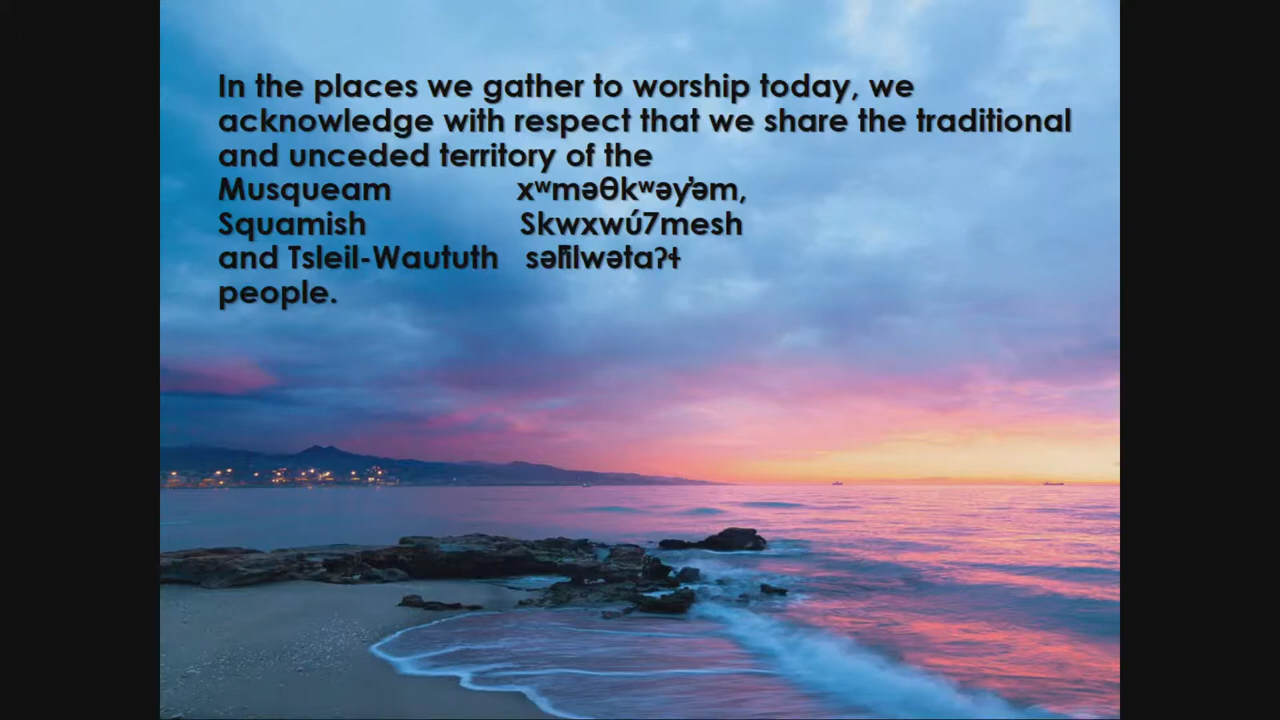 In the places we gather to worship today, we
acknowledge with respect that we share the traditional
and unceded territory of the
Musqueam xʷməθkʷəy̓əm,
Squamish Skwxwú7mesh
and Tsleil-Waututh səl̓ilwətaʔɬ
people.